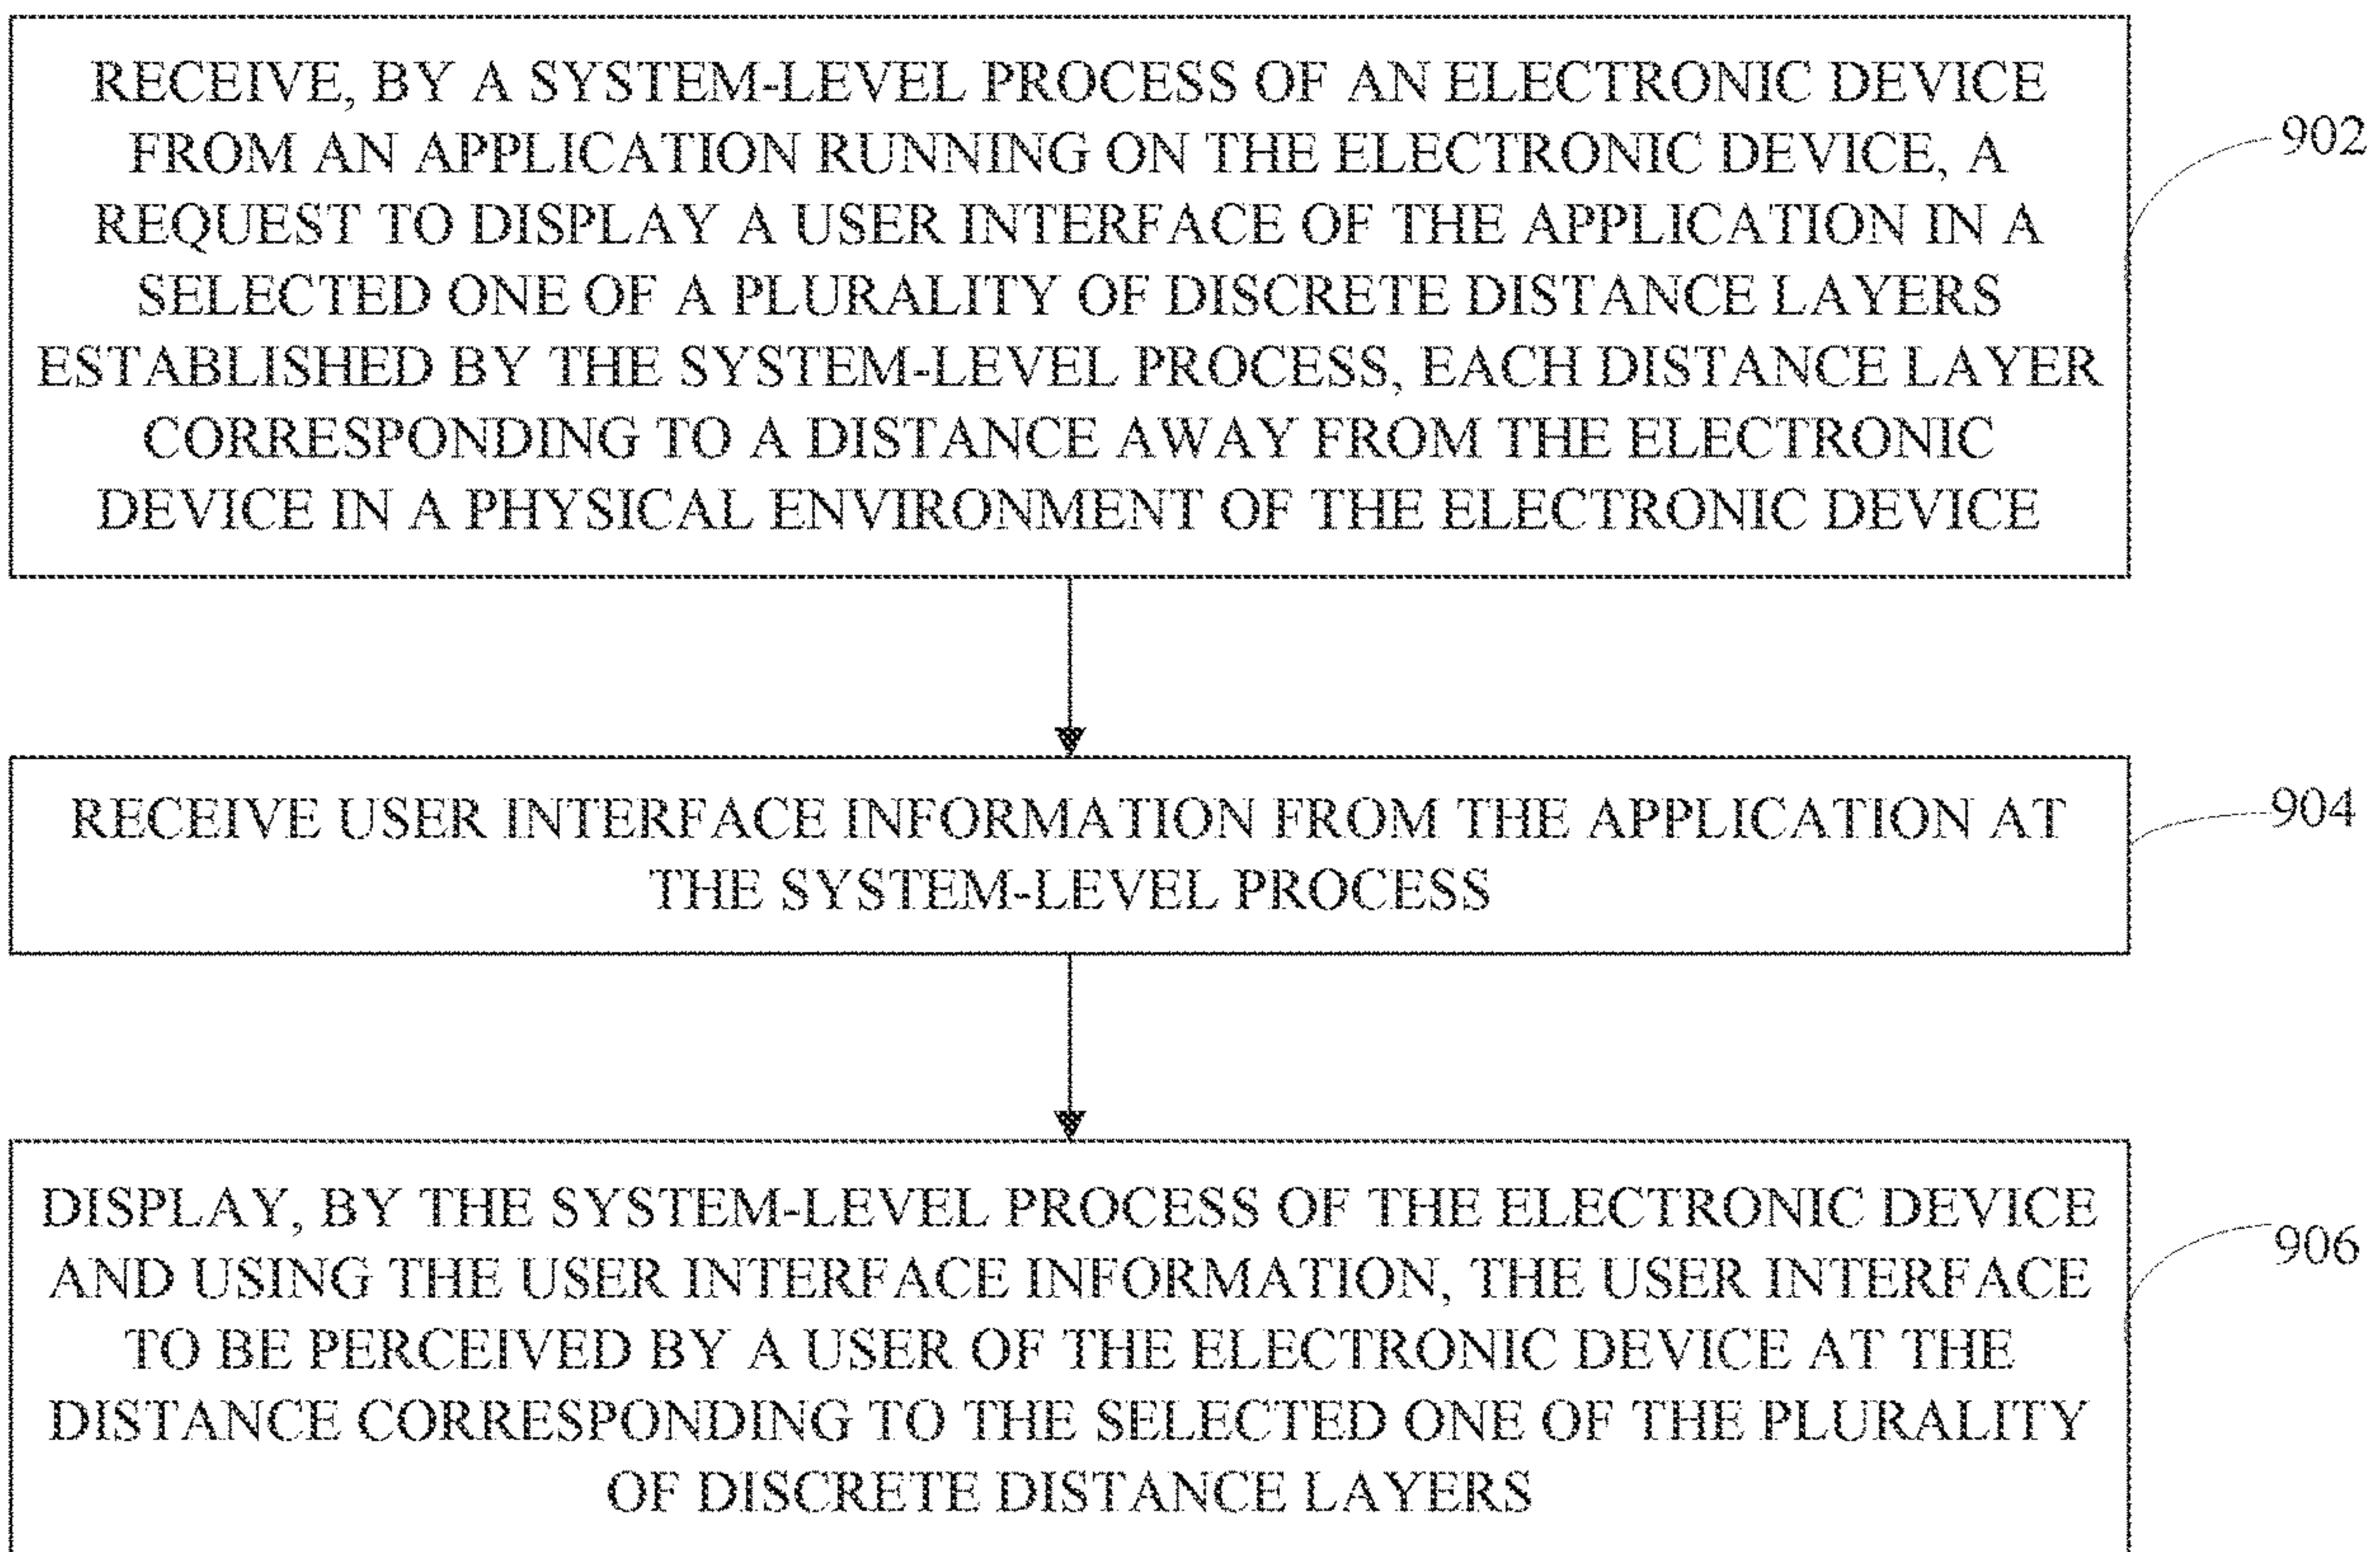 RECEIVE, BY A SYSTEM-LEVEL PROCESS OF AN ELECTRONIC DEVICE
FROM AN APPLICATION RUNNING ON THE ELECTRONIC DEVICE, A
REQUEST TO DISPLAY A USER INTERFACE OF THE APPLICATION IN A
SELECTED ONE OF A PLURALITY OF DISCRETE DISTANCE LAYERS
ESTABLISHED BY THE SYSTEM-LEVEL PROCESS, EACH DISTANCE LAYER
CORRESPONDING TO A DISTANCE AWAY FROM THE ELECTRONIC
DEVICE IN A PHYSICAL ENVIRONMENT OF THE ELECTRONIC DEVICE
902
RECEIVE USER INTERFACE INFORMATION FROM THE APPLICATION AT
THE SYSTEM-LEVEL PROCESS
904
DISPLAY, BY THE SYSTEM-LEVEL PROCESS OF THE ELECTRONIC DEVICE
AND USING THE USER INTERFACE INFORMATION, THE USER INTERFACE
TO BE PERCEIVED BY A USER OF THE ELECTRONIC DEVICE AT THE
DISTANCE CORRESPONDING TO THE SELECTED ONE OF THE PLURALITY
OF DISCRETE DISTANCE LAYERS
906